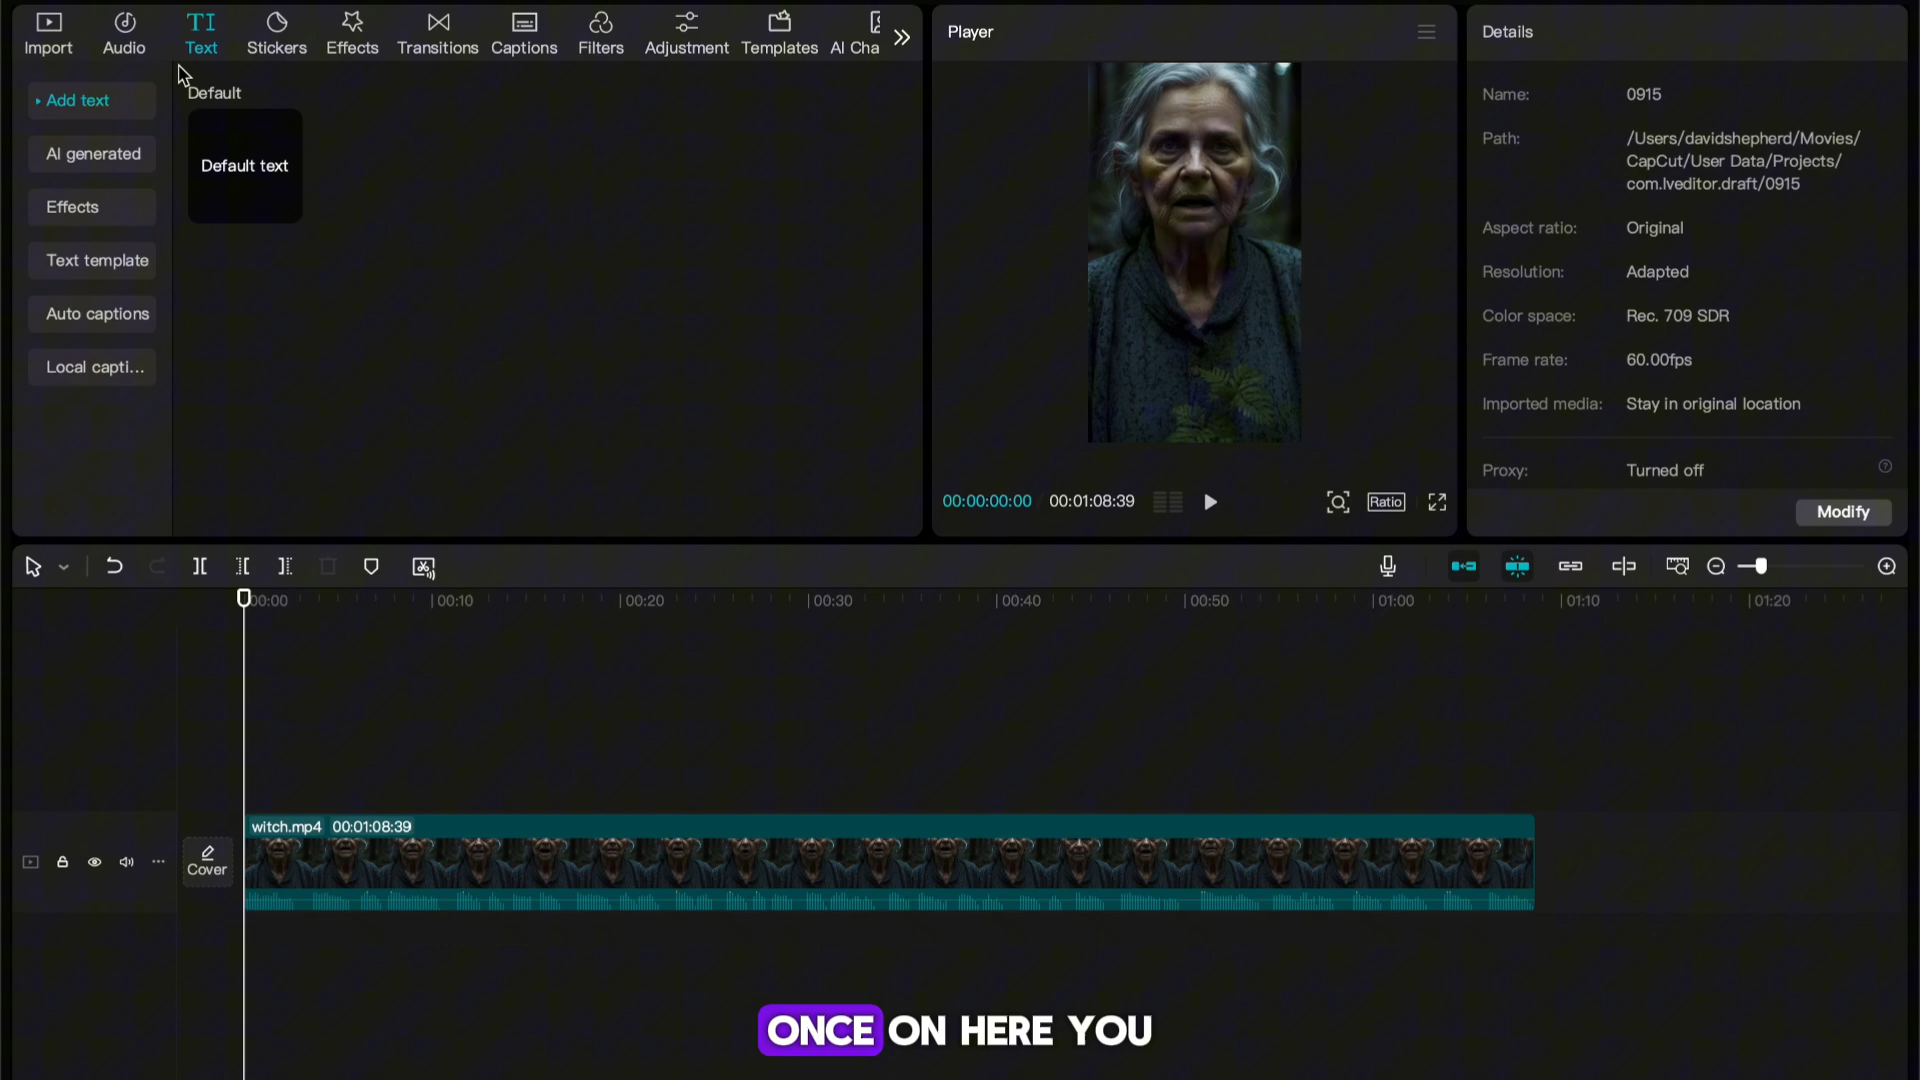 Import
Audio
TI
Text
Stickers
Effects
Transitions
Captions
Filters
Adjustment
Templates
AI Cha
Add text
AI generated
Effects
Text template
Auto captions
Local capti...
Default
Default text
Player
00:00:00:00
00:01:08:39
Ratio
Details
Name: 0915
Path: /Users/davidshepherd/Movies/
CapCut/User Data/Projects/
com.lveditor.draft/0915
Aspect ratio: Original
Resolution: Adapted
Color space: Rec. 709 SDR
Frame rate: 60.00fps
Imported media: Stay in original location
Proxy: Turned off
Modify
00:00
00:10
00:20
00:30
00:40
00:50
01:00
01:10
01:20
witch.mp4 00:01:08:39
Cover
ONCE ON HERE YOU